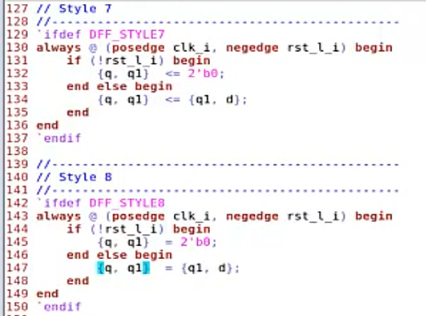 127 // Style 7
128 //--------------------------------------------------
129 `ifdef DFF_STYLE7
130 always @ (posedge clk_i, negedge rst_l_i) begin
131     if (!rst_l_i) begin
132         {q, q1}  <= 2'b0;
133     end else begin
134         {q, q1}  <= {q1, d};
135     end
136 end
137 `endif
138
139 //--------------------------------------------------
140 // Style 8
141 //--------------------------------------------------
142 `ifdef DFF_STYLE8
143 always @ (posedge clk_i, negedge rst_l_i) begin
144     if (!rst_l_i) begin
145         {q, q1}  = 2'b0;
146     end else begin
147         {q, q1}  = {q1, d};
148     end
149 end
150 `endif